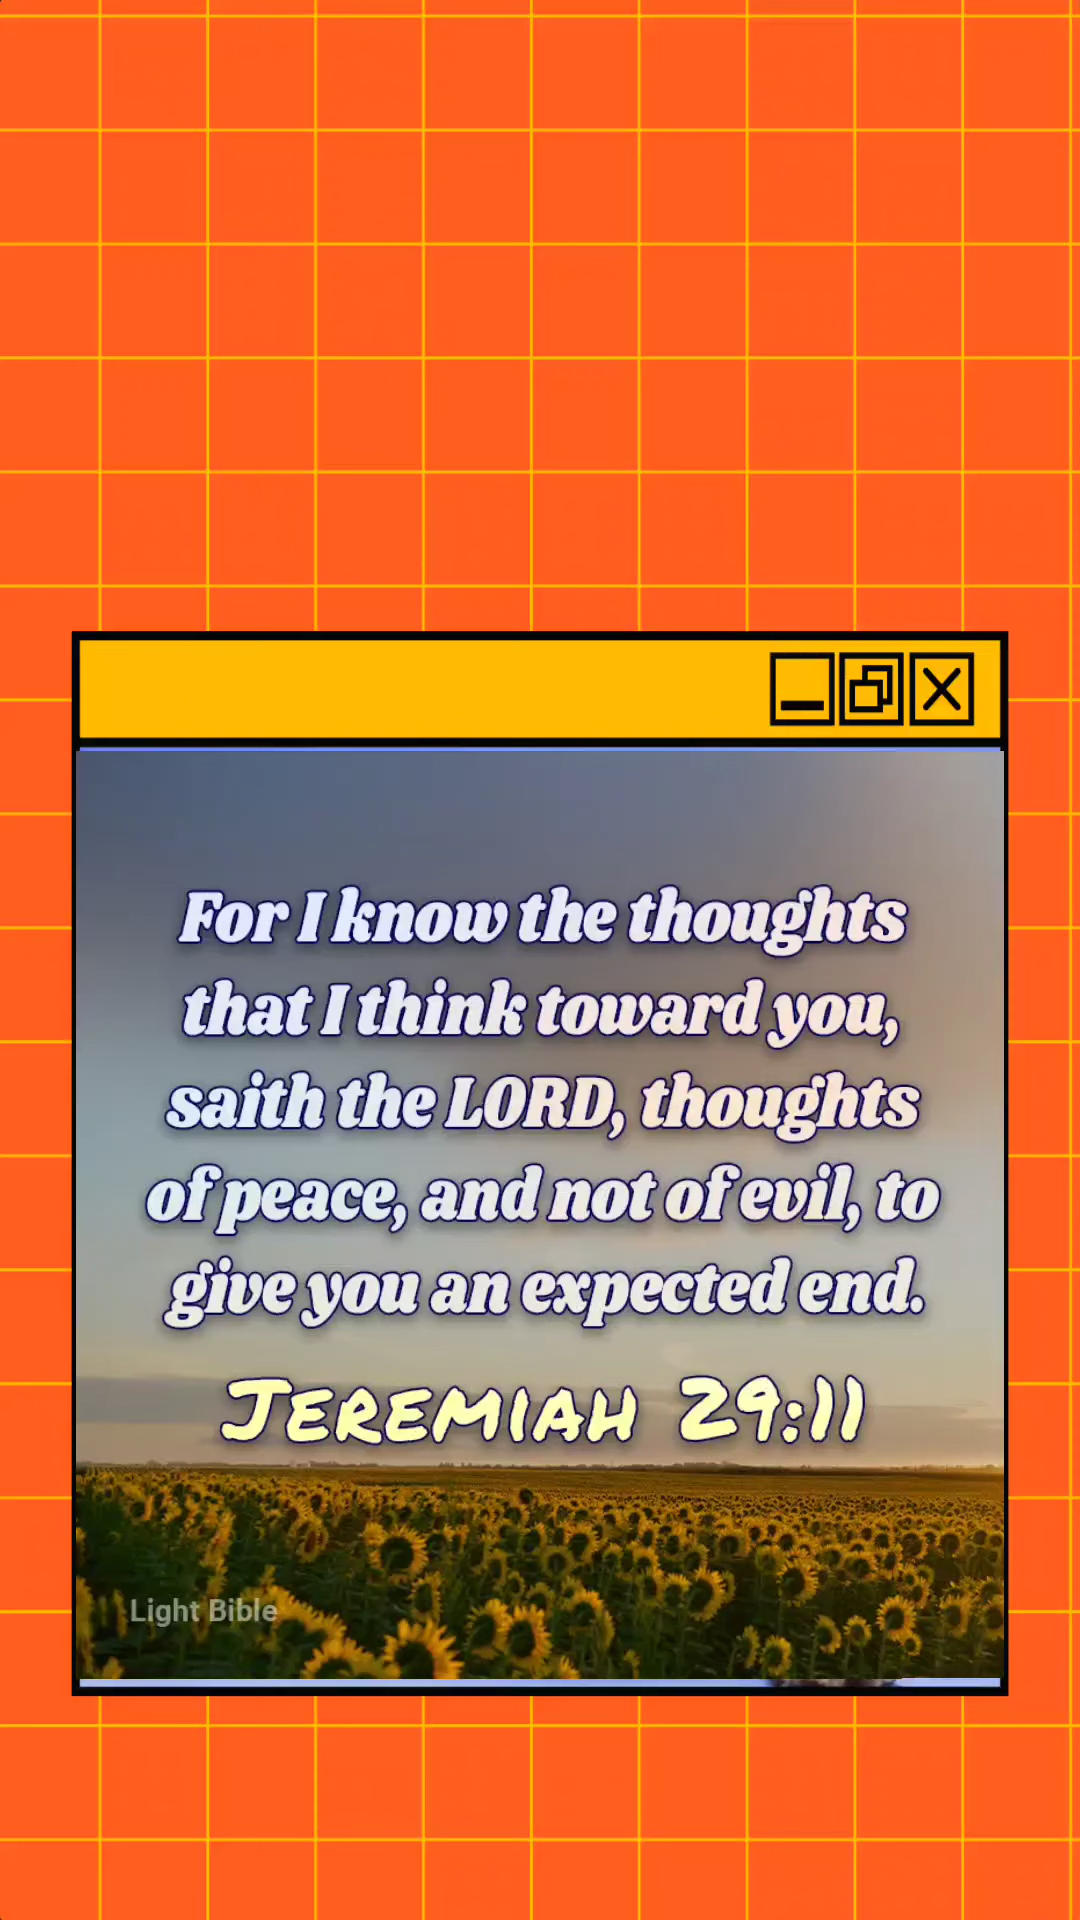 For I know the thoughts
that I think toward you,
saith the LORD, thoughts
of peace, and not of evil, to
give you an expected end.
JEREMIAH 29:11
Light Bible